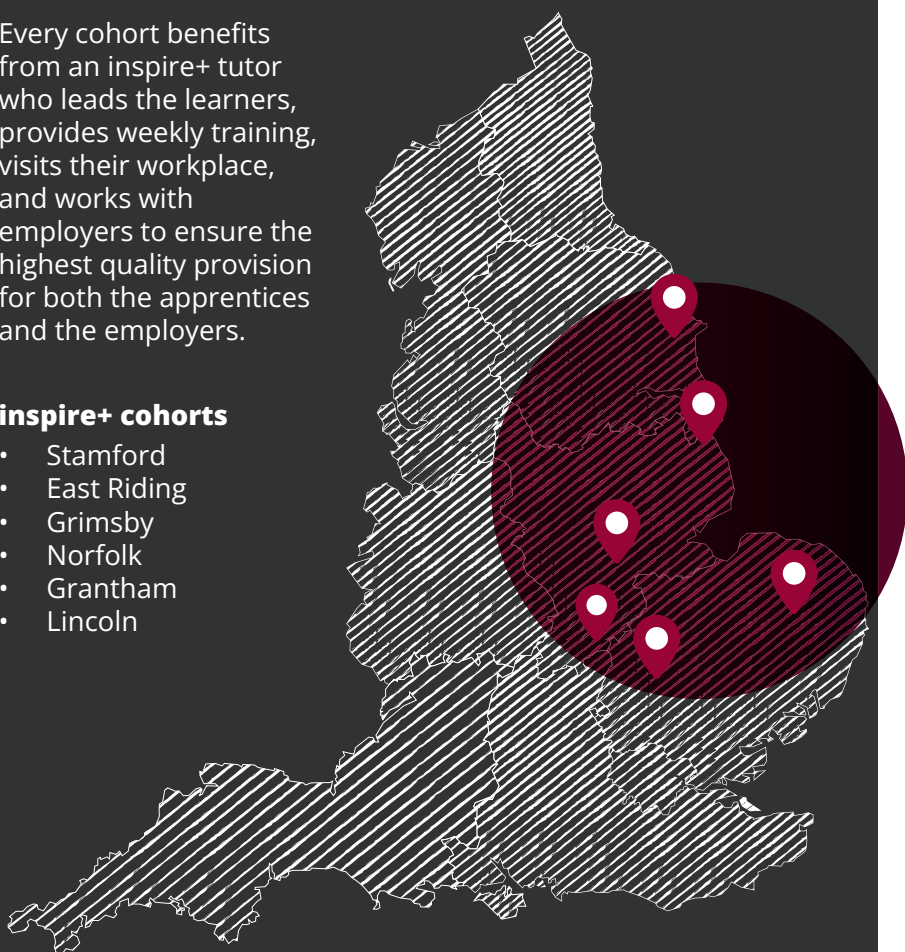 Every cohort benefits
from an inspire+ tutor
who leads the learners,
provides weekly training,
visits their workplace,
and works with
employers to ensure the
highest quality provision
for both the apprentices
and the employers.
inspire+ cohorts
• Stamford
• East Riding
• Grimsby
• Norfolk
• Grantham
• Lincoln